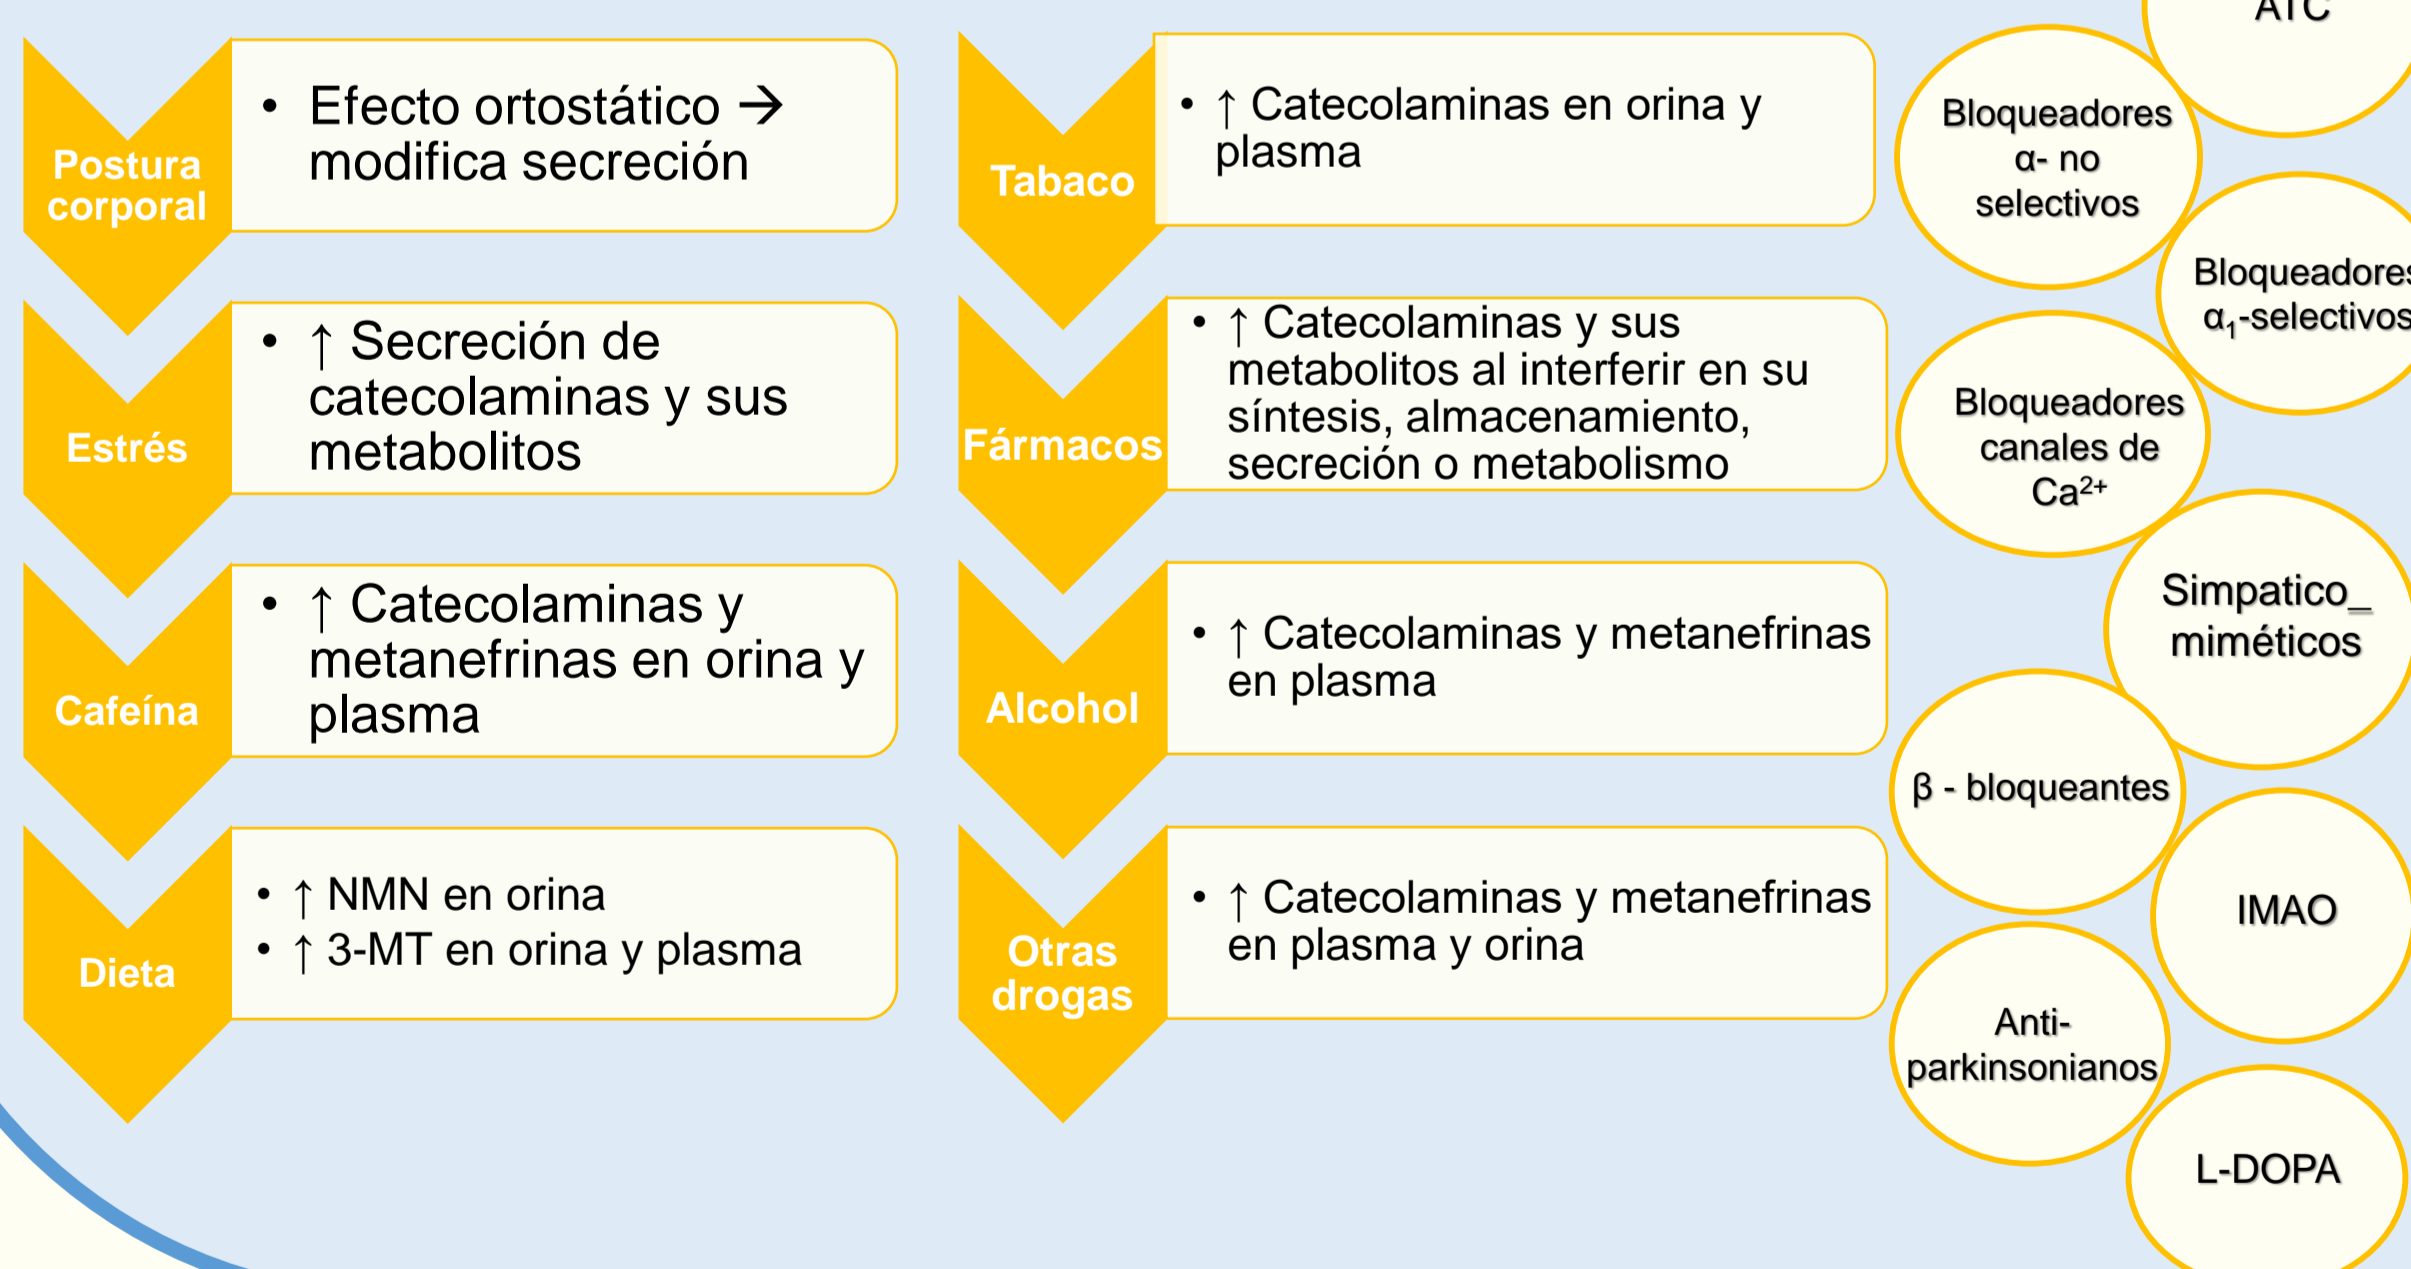 Postura
corporal
• Efecto ortostático →
modifica secreción
Estrés
• ↑ Secreción de
catecolaminas y sus
metabolitos
Cafeína
• ↑ Catecolaminas y
metanefrinas en orina y
plasma
Dieta
• ↑ NMN en orina
• ↑ 3-MT en orina y plasma
Tabaco
• ↑ Catecolaminas en orina y
plasma
Fármacos
• ↑ Catecolaminas y sus
metabolitos al interferir en su
síntesis, almacenamiento,
secreción o metabolismo
Alcohol
• ↑ Catecolaminas y metanefrinas
en plasma
Otras
drogas
• ↑ Catecolaminas y metanefrinas
en plasma y orina
ATC
Bloqueadores
α- no
selectivos
Bloqueadores
α₁-selectivos
Bloqueadores
canales de
Ca²⁺
Simpatico_
miméticos
β - bloqueantes
IMAO
Anti-
parkinsonianos
L-DOPA